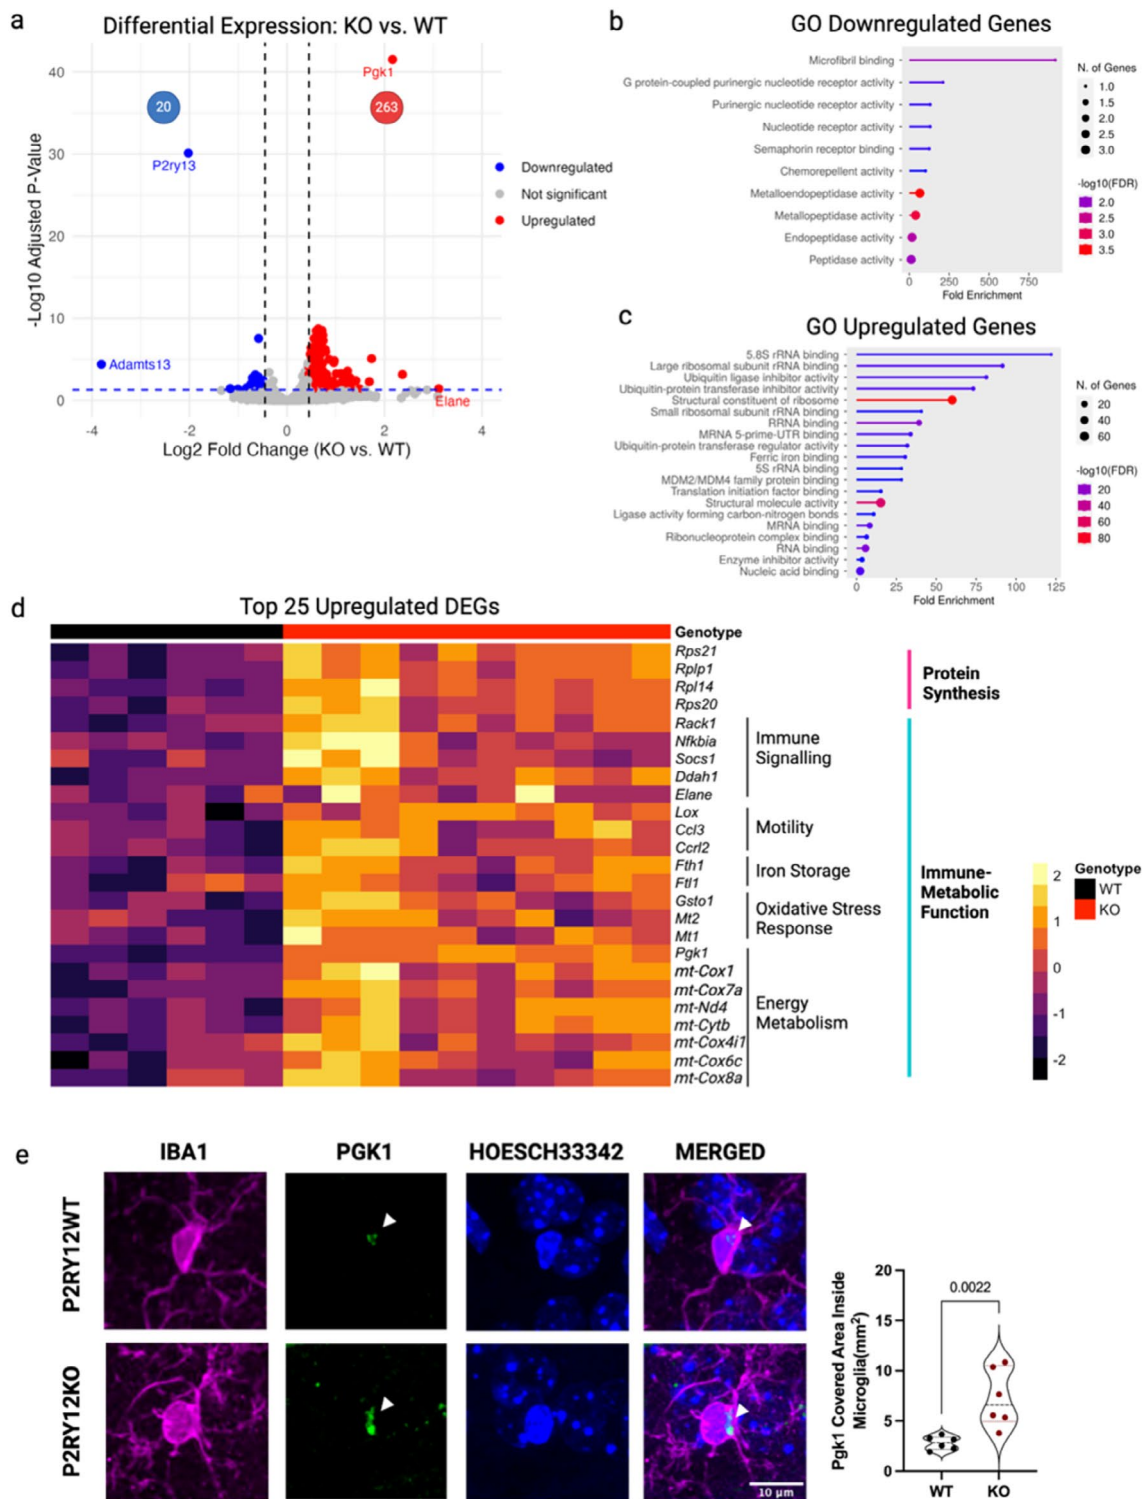 a
Differential Expression: KO vs. WT
-Log10 Adjusted P-Value
40
30
20
10
0
Pgk1
20
263
P2ry13
Adamts13
Elane
Downregulated
Not significant
Upregulated
-4
-2
0
2
4
Log2 Fold Change (KO vs. WT)
b
GO Downregulated Genes
Microfibril binding
G protein-coupled purinergic nucleotide receptor activity
Purinergic nucleotide receptor activity
Nucleotide receptor activity
Semaphorin receptor binding
Chemorepellent activity
Metalloendopeptidase activity
Metallopeptidase activity
Endopeptidase activity
Peptidase activity
0
250
500
750
Fold Enrichment
N. of Genes
1.0
1.5
2.0
2.5
3.0
-log10(FDR)
2.0
2.5
3.0
3.5
c
GO Upregulated Genes
5.8S rRNA binding
Large ribosomal subunit rRNA binding
Ubiquitin ligase inhibitor activity
Ubiquitin-protein transferase inhibitor activity
Structural constituent of ribosome
Small ribosomal subunit rRNA binding
RRNA binding
MRNA 5-prime-UTR binding
Ubiquitin-protein transferase regulator activity
Ferric iron binding
5S rRNA binding
MDM2/MDM4 family protein binding
Translation initiation factor binding
Structural molecule activity
Ligase activity forming carbon-nitrogen bonds
MRNA binding
Ribonucleoprotein complex binding
RNA binding
Enzyme inhibitor activity
Nucleic acid binding
0
25
50
75
100
125
Fold Enrichment
N. of Genes
20
40
60
-log10(FDR)
20
40
60
80
d
Top 25 Upregulated DEGs
Genotype
Rps21
Rplp1
Rpl14
Rps20
Rack1
Nfkbia
Socs1
Ddah1
Elane
Lox
Ccl3
Ccrl2
Fth1
Ftl1
Gsto1
Mt2
Mt1
Pgk1
mt-Cox1
mt-Cox7a
mt-Nd4
mt-Cytb
mt-Cox4i1
mt-Cox6c
mt-Cox8a
Immune
Signalling
Motility
Iron Storage
Oxidative Stress
Response
Energy
Metabolism
Protein
Synthesis
Immune-
Metabolic
Function
2
1
0
-1
-2
Genotype
WT
KO
e
IBA1
PGK1
HOESCH33342
MERGED
P2RY12WT
P2RY12KO
10 µm
Pgk1 Covered Area Inside
Microglia(mm²)
20
15
10
5
0
0.0022
WT
KO